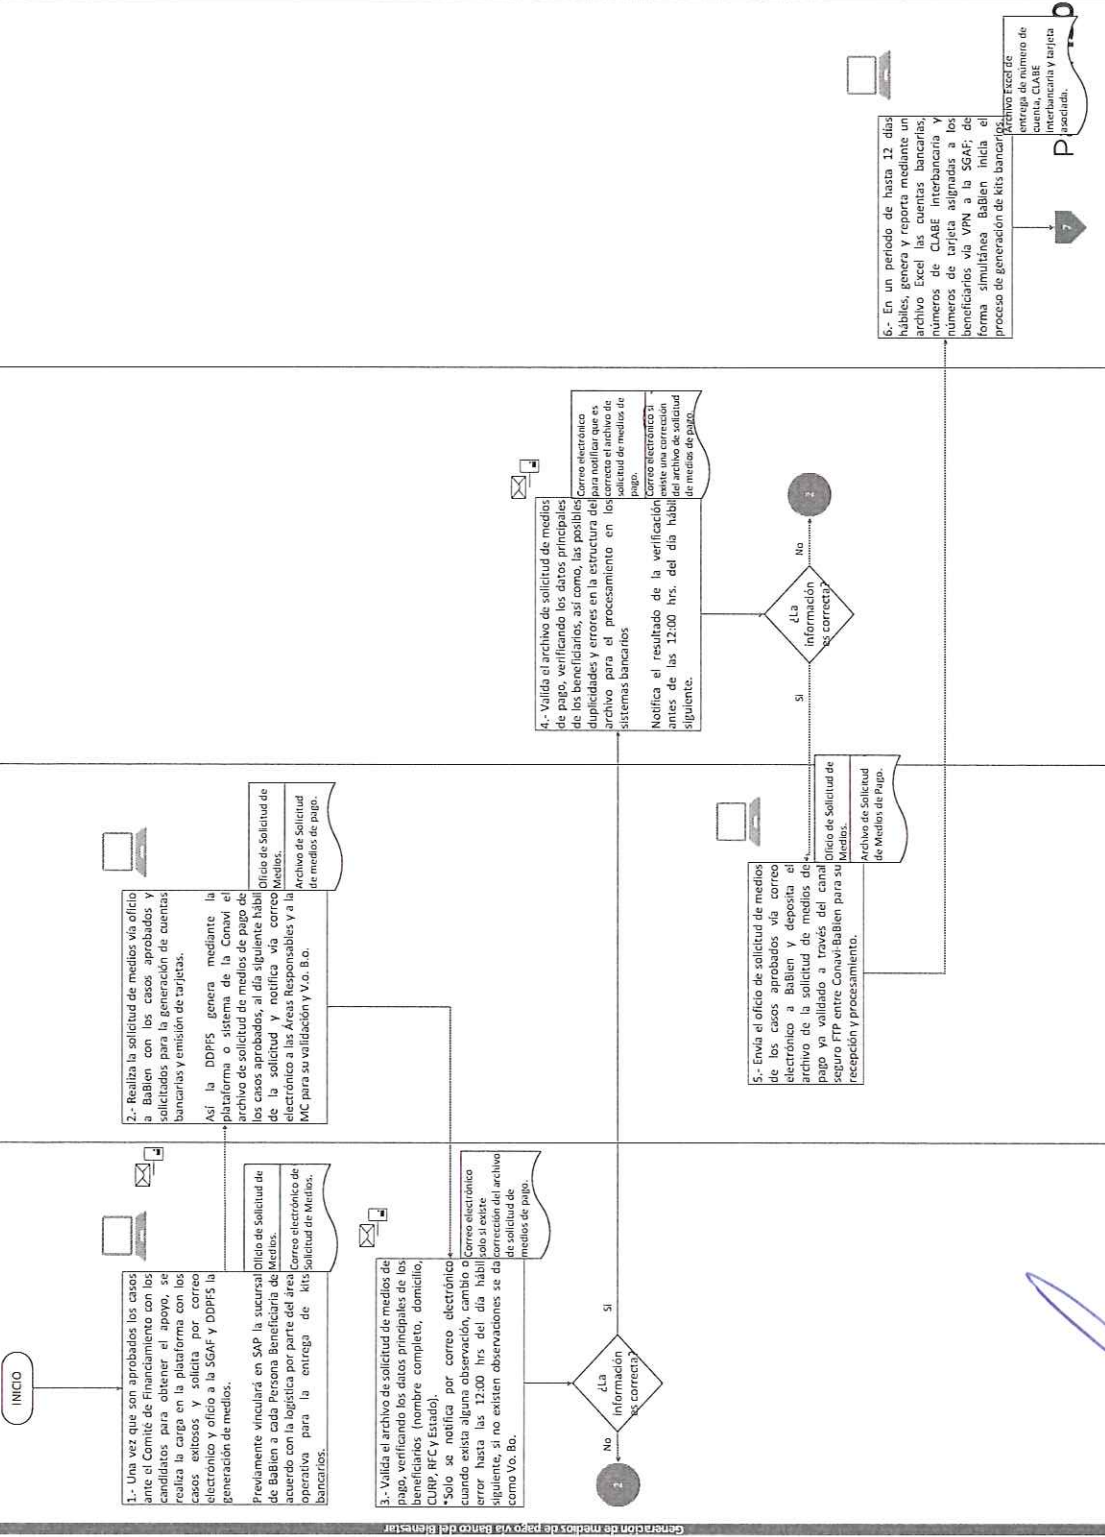 Generación de medios de pago vía Banco del Bienestar
INICIO
1.- Una vez que son aprobados los casos
ante el Comité de Financiamiento con los
candidatos para obtener el apoyo, se
realiza la carga en la plataforma con los
casos exitosos y solicita por correo
electrónico y oficio a la SGAF y DDPFS la
generación de medios.
Previamente vinculará en SAP la sucursal
de BaBien a cada Persona Beneficiaria de
acuerdo con la logística por parte del área
operativa para la entrega de kits
bancarios.
Oficio de Solicitud de
Medios.
Correo electrónico de
Solicitud de Medios.
2.- Realiza la solicitud de medios vía oficio
a BaBien con los casos aprobados y
solicitados para la generación de cuentas
bancarias y emisión de tarjetas.
Así la DDPFS genera mediante la
plataforma o sistema de la Conavi el
archivo de solicitud de medios de pago de
los casos aprobados, al día siguiente hábil
de la solicitud y notifica vía correo
electrónico a las Áreas Responsables y a la
MC para su validación y V.o. B.o.
Oficio de Solicitud de
Medios.
Archivo de Solicitud
de medios de pago.
3.- Valida el archivo de solicitud de medios de
pago, verificando los datos principales de los
beneficiarios (nombre completo, domicilio,
CURP, RFC y Estado).
*Solo se notifica por correo electrónico
cuando exista alguna observación, cambio o
error hasta las 12:00 hrs del día hábil
siguiente, si no existen observaciones se da
como Vo. Bo.
Correo electrónico
solo si existe
corrección del archivo
de solicitud de
medios de pago.
¿La
información
es correcta?
No
2
Si
4.- Valida el archivo de solicitud de medios
de pago, verificando los datos principales
de los beneficiarios, así como, las posibles
duplicidades y errores en la estructura del
archivo para el procesamiento en los
sistemas bancarios
Notifica el resultado de la verificación
antes de las 12:00 hrs. del día hábil
siguiente.
Correo electrónico
para notificar que es
correcto el archivo de
solicitud de medios de
pago.
Correo electrónico si
existe una corrección
del archivo de solicitud
de medios de pago.
¿La
información
es correcta?
No
2
Si
5.- Envía el oficio de solicitud de medios
de los casos aprobados vía correo
electrónico a BaBien y deposita el
archivo de la solicitud de medios de
pago ya validado a través del canal
seguro FTP entre Conavi-BaBien para su
recepción y procesamiento.
Oficio de Solicitud de
Medios.
Archivo de Solicitud
de Medios de Pago.
6.- En un periodo de hasta 12 días
hábiles, genera y reporta mediante un
archivo Excel las cuentas bancarias,
números de CLABE Interbancaria y
números de tarjeta asignadas a los
beneficiarios vía VPN a la SGAF; de
forma simultánea BaBien inicia el
proceso de generación de kits bancarios.
Archivo Excel de
entrega de número de
cuenta, CLABE
interbancaria y tarjeta
asociada.
7